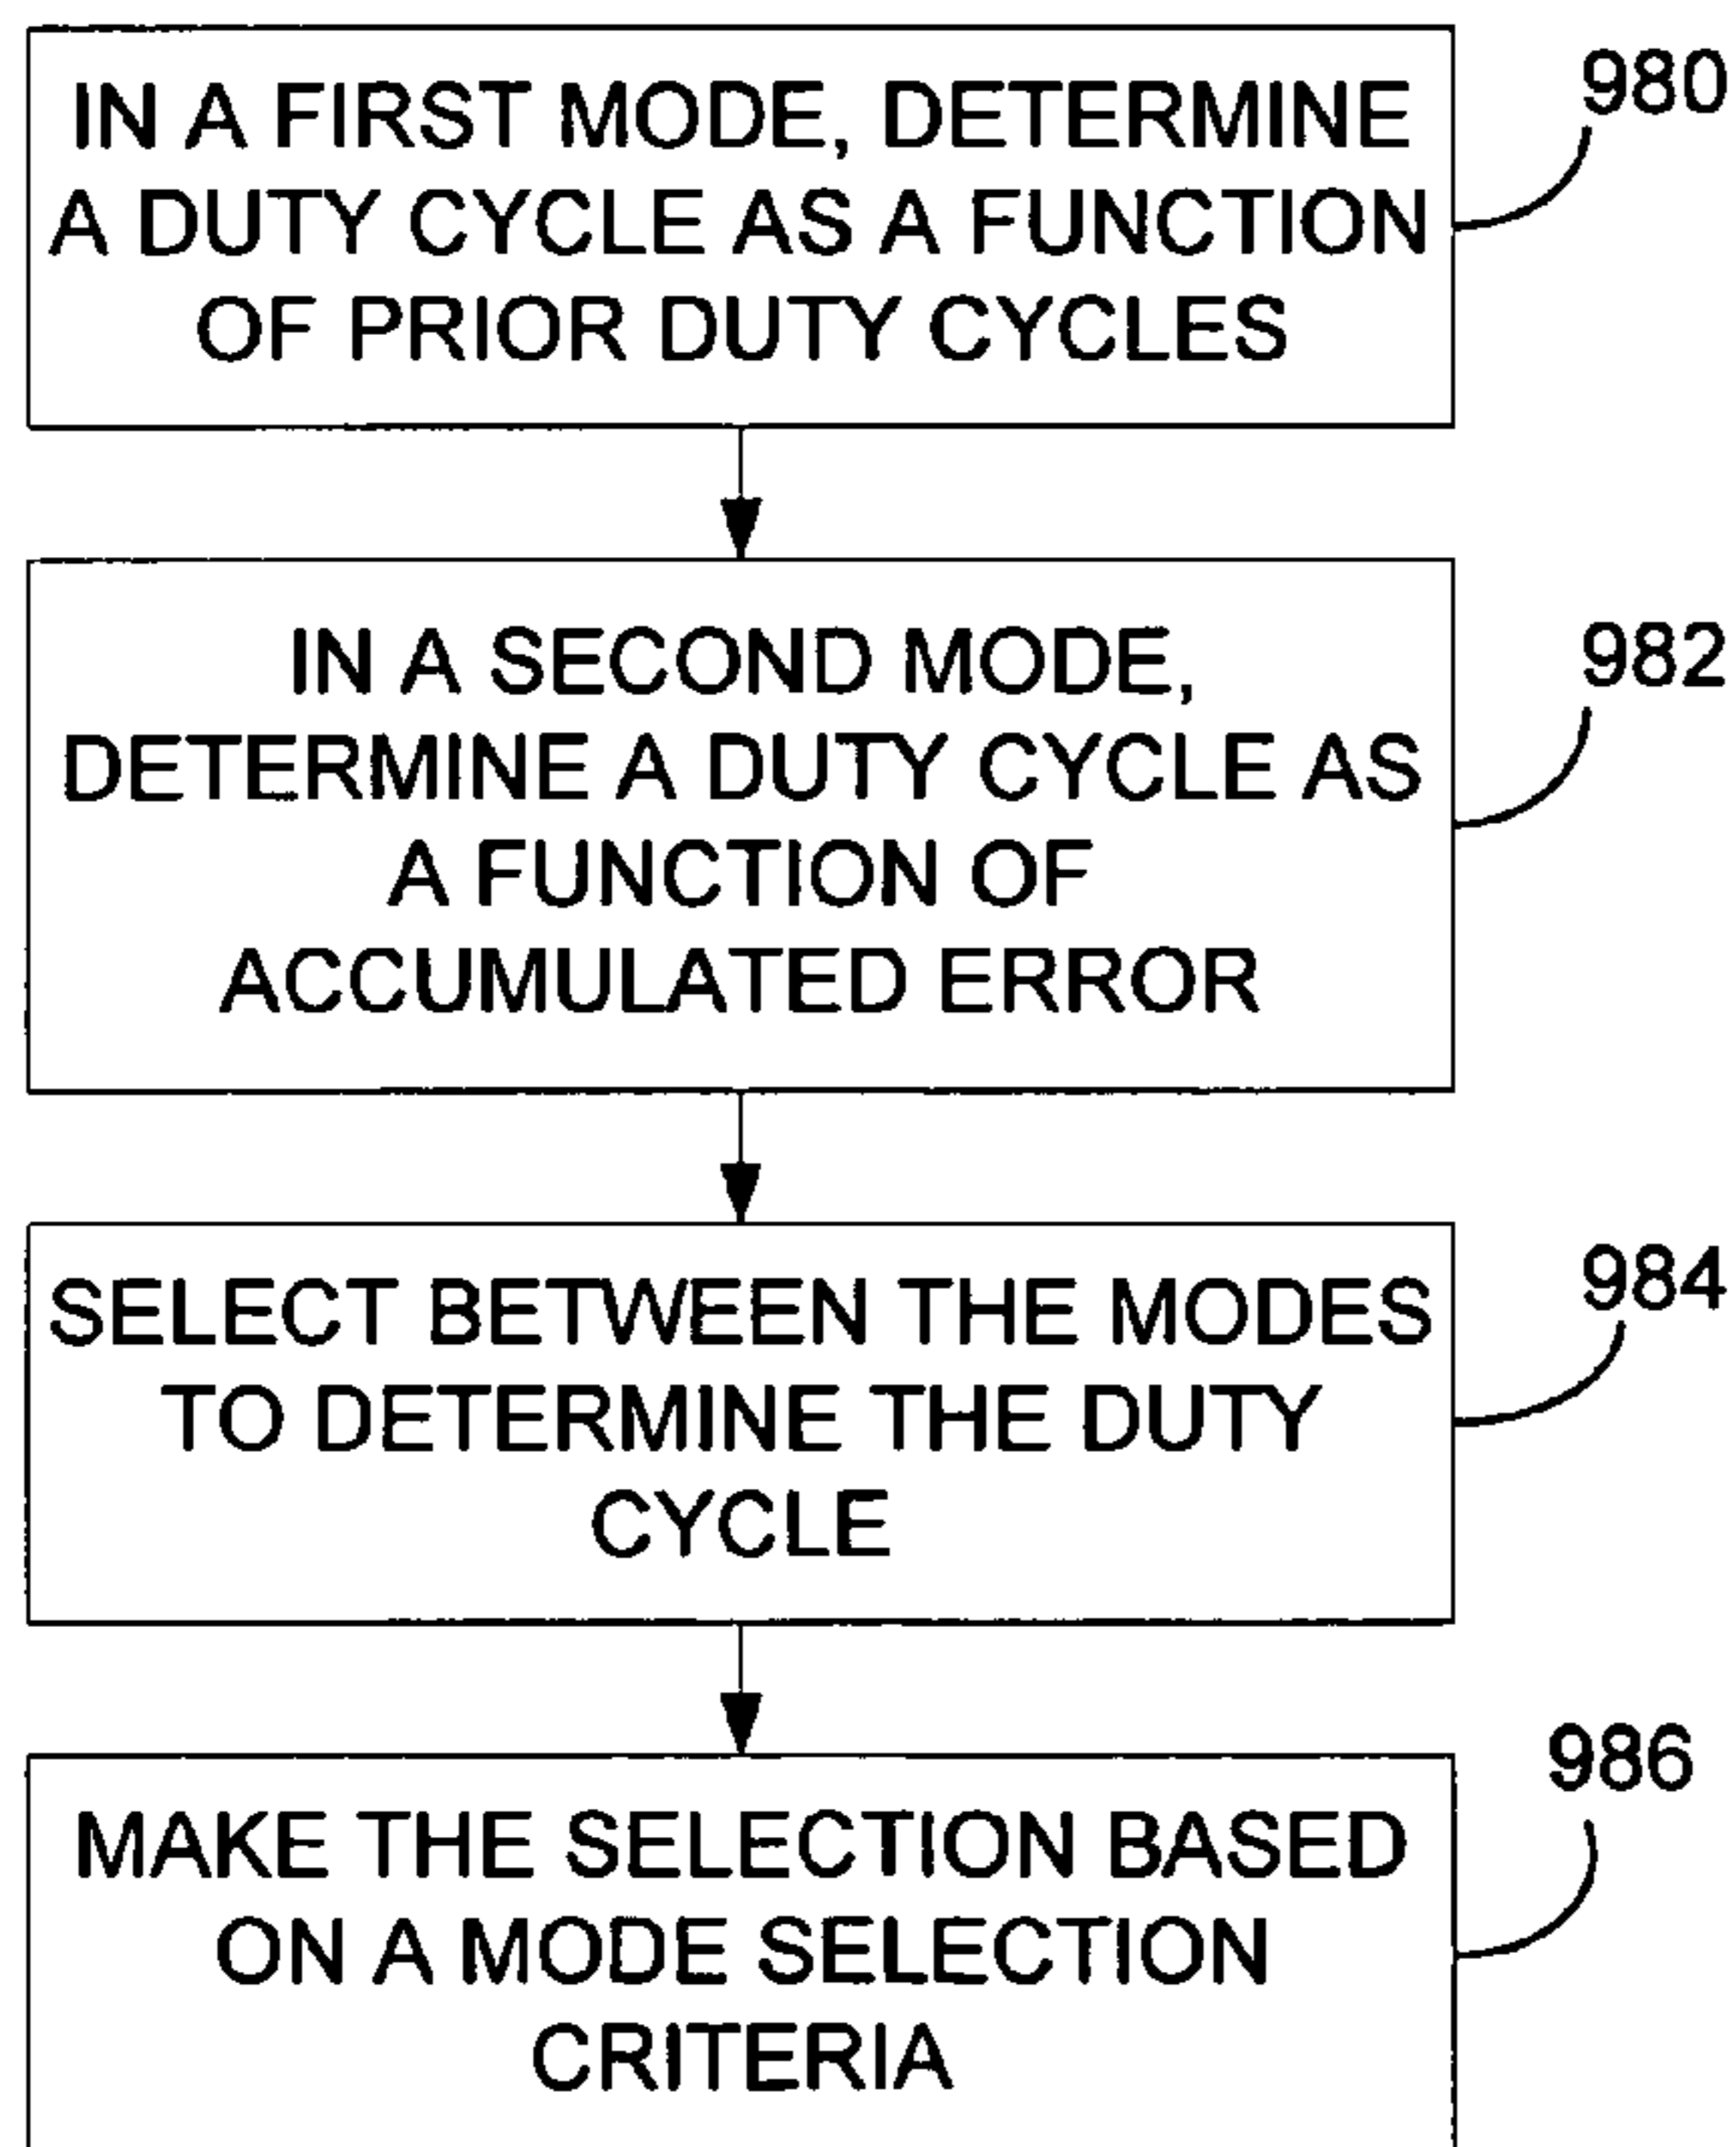 IN A FIRST MODE, DETERMINE
A DUTY CYCLE AS A FUNCTION
OF PRIOR DUTY CYCLES
980
IN A SECOND MODE,
DETERMINE A DUTY CYCLE AS
A FUNCTION OF
ACCUMULATED ERROR
982
SELECT BETWEEN THE MODES
TO DETERMINE THE DUTY
CYCLE
984
MAKE THE SELECTION BASED
ON A MODE SELECTION
CRITERIA
986